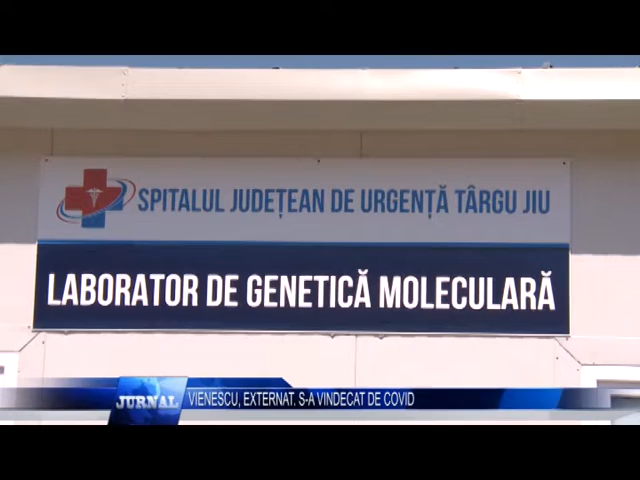 SPITALUL JUDEȚEAN DE URGENȚĂ TÂRGU JIU
LABORATOR DE GENETICĂ MOLECULARĂ
JURNAL
VIENESCU, EXTERNAT. S-A VINDECAT DE COVID